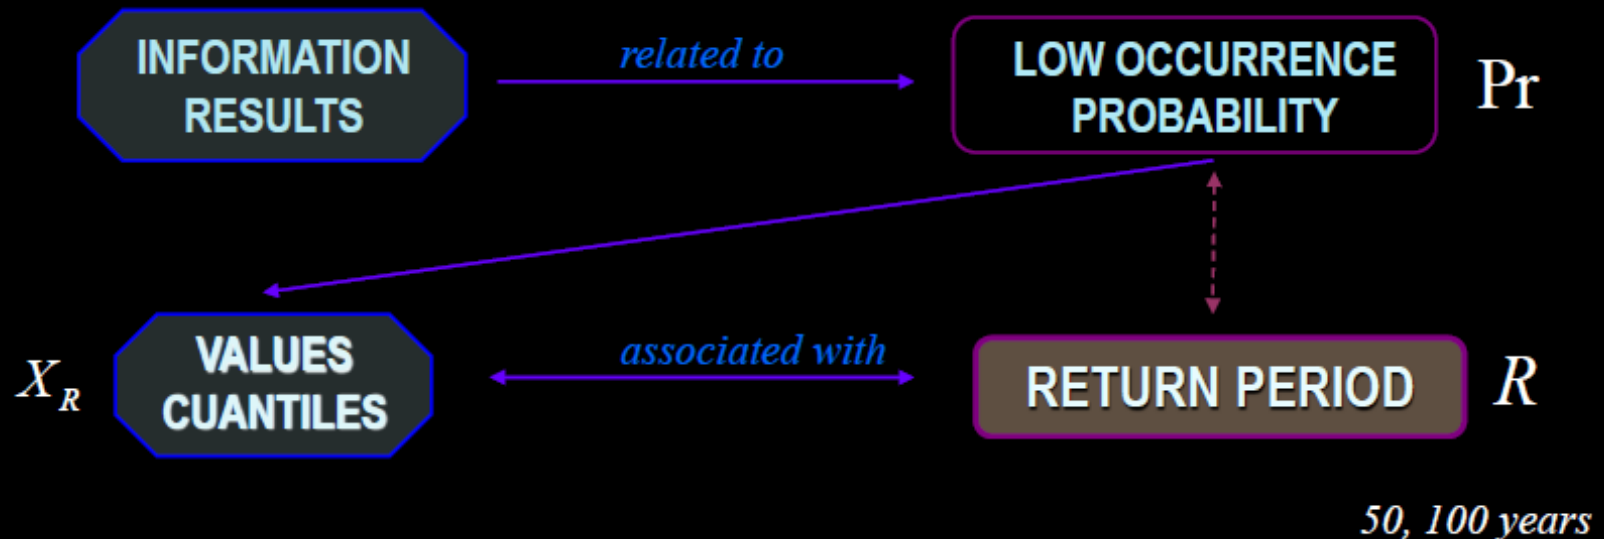 INFORMATION
RESULTS
related to
LOW OCCURRENCE
PROBABILITY
Pr
X_R
VALUES
CUANTILES
associated with
RETURN PERIOD
R
50, 100 years